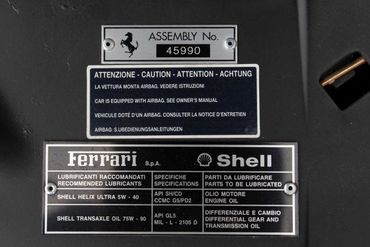 ASSEMBLY No.
45990
ATTENZIONE - CAUTION - ATTENTION - ACHTUNG
LA VETTURA MONTA AIRBAG. VEDERE ISTRUZIONI
CAR IS EQUIPPED WITH AIRBAG. SEE OWNER'S MANUAL
VEHICULE DOTÉ D'UN AIRBAG. CONSULTER LA NOTICE D'ENTRETIEN
AIRBAG. S.UBEDIENUNGSANLEITUNGEN
Ferrari S.p.A. Shell
LUBRIFICANTI RACCOMANDATI SPECIFICHE PARTI DA LUBRIFICARE
RECOMMENDED LUBRICANTS SPECIFICATIONS PARTS TO BE LUBRICATED
SHELL HELIX ULTRA 5W - 40 API SH/CD OLIO MOTORE
CCMC G5/PD2 ENGINE OIL
SHELL TRANSAXLE OIL 75W - 90 API GL5 DIFFERENZIALE E CAMBIO
MIL - L - 2105 D DIFFERENTIAL GEAR AND
TRANSMISSION OIL